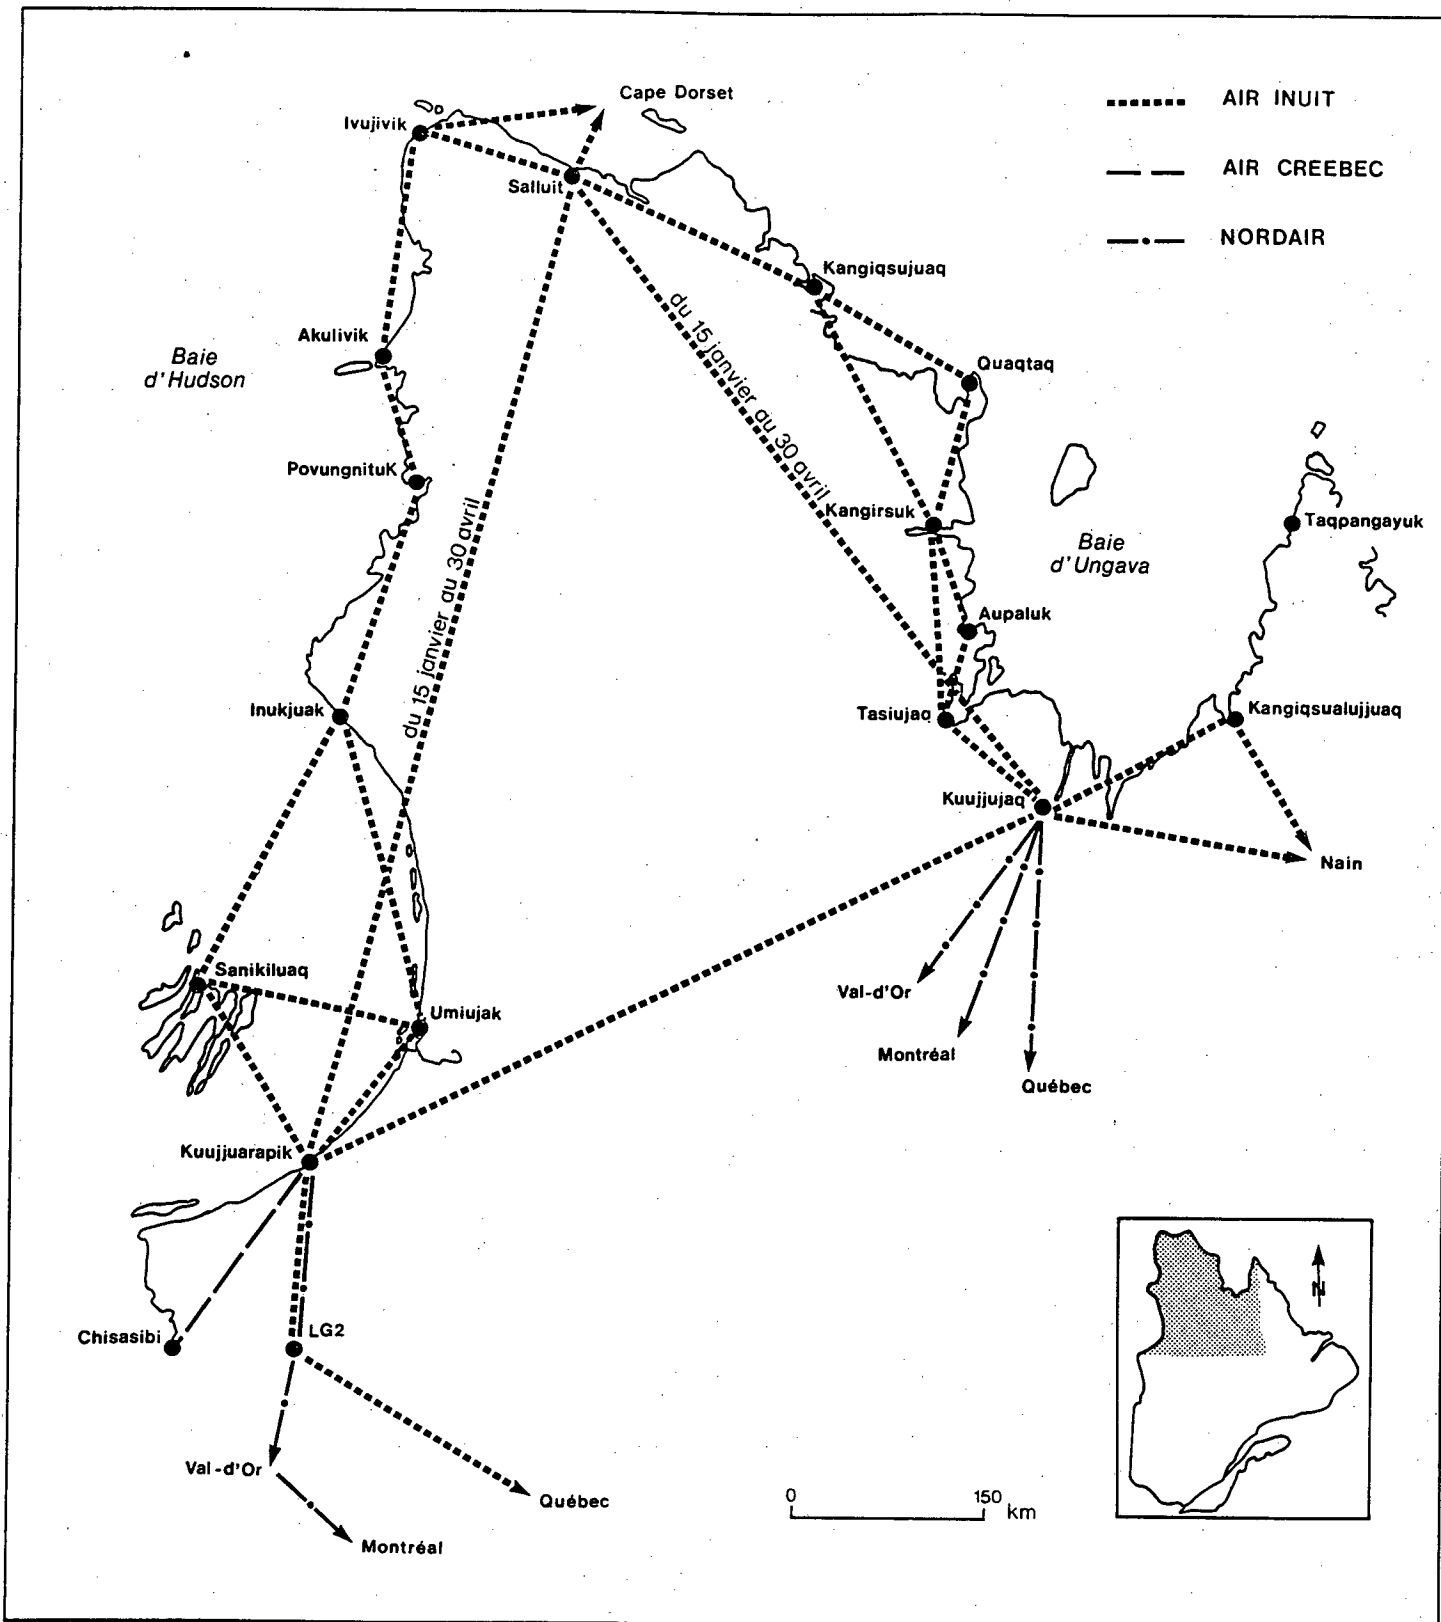 Cape Dorset
AIR INUIT
Ivujivik
AIR CREEBEC
Salluit
NORDAIR
Kangiqsujuaq
du 15 janvier au 30 avril
Akulivik
Baie
d'Hudson
Quaqtaq
PovungnituK
Kangirsuk
Taqpangayuk
Baie
d'Ungava
du 15 janvier au 30 avril
Aupaluk
Inukjuak
Tasiujaq
Kangiqsualujjuaq
Kuujjujaq
Nain
Sanikiluaq
Val-d'Or
Umiujak
Montréal
Québec
Kuujjuarapik
N
Chisasibi
LG2
Val-d'Or
Québec
0 150 km
Montréal